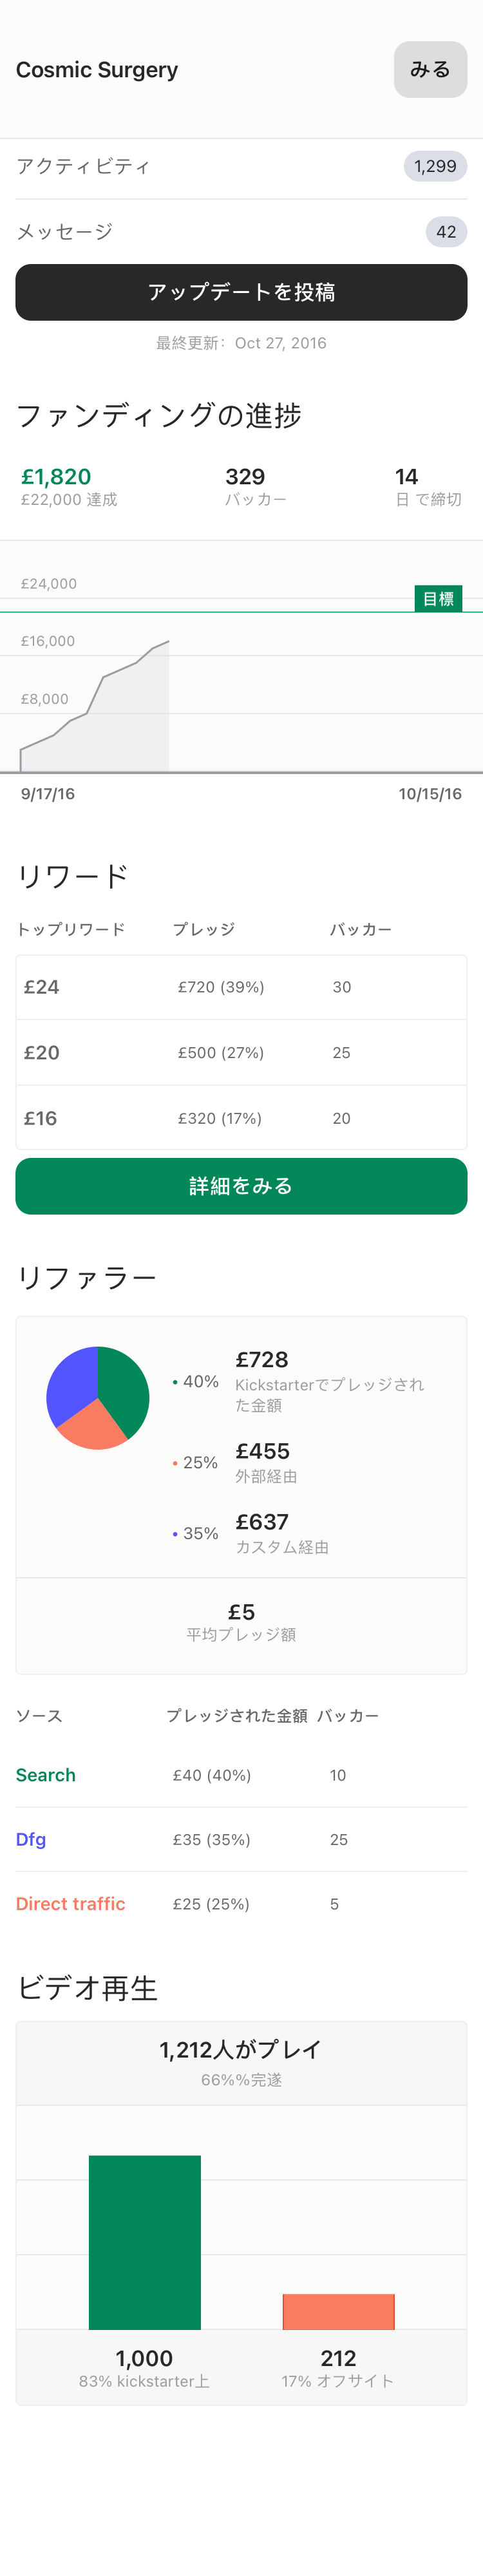 Cosmic Surgery
みる
アクティビティ
1,299
メッセージ
42
アップデートを投稿
最終更新：Oct 27, 2016
ファンディングの進捗
£1,820
£22,000 達成
329
バッカー
14
日 で締切
£24,000
目標
£16,000
£8,000
9/17/16
10/15/16
リワード
トップリワード プレッジ バッカー
£24 £720 (39%) 30
£20 £500 (27%) 25
£16 £320 (17%) 20
詳細をみる
リファラー
• 40%
£728
Kickstarterでプレッジされ
た金額
• 25%
£455
外部経由
• 35%
£637
カスタム経由
£5
平均プレッジ額
ソース プレッジされた金額 バッカー
Search £40 (40%) 10
Dfg £35 (35%) 25
Direct traffic £25 (25%) 5
ビデオ再生
1,212人がプレイ
66%%完遂
1,000
83% kickstarter上
212
17% オフサイト